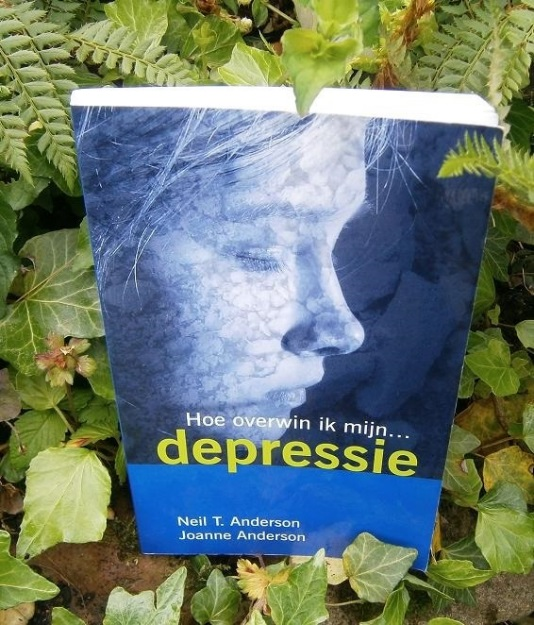 Hoe overwin ik mijn...
depressie
Neil T. Anderson
Joanne Anderson